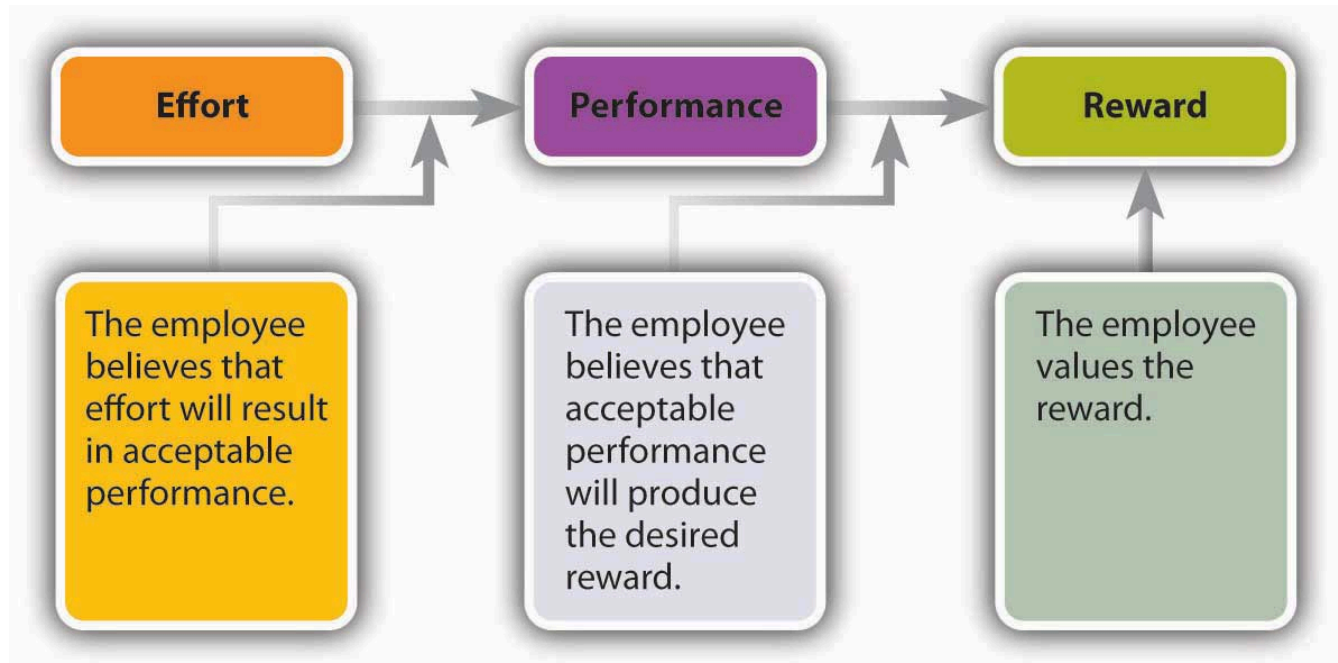 Effort
Performance
Reward
The employee
believes that
effort will result
in acceptable
performance.
The employee
believes that
acceptable
performance
will produce
the desired
reward.
The employee
values the
reward.